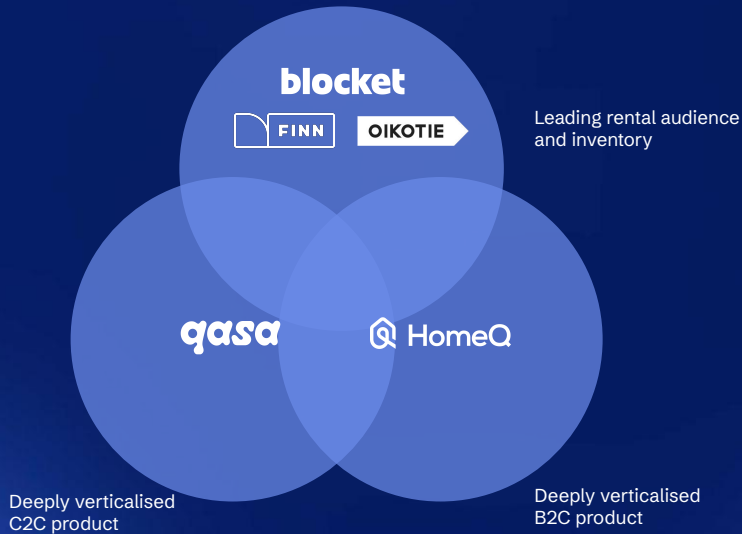 blocket
FINN
OIKOTIE
Leading rental audience
and inventory
qasa
HomeQ
Deeply verticalised
C2C product
Deeply verticalised
B2C product